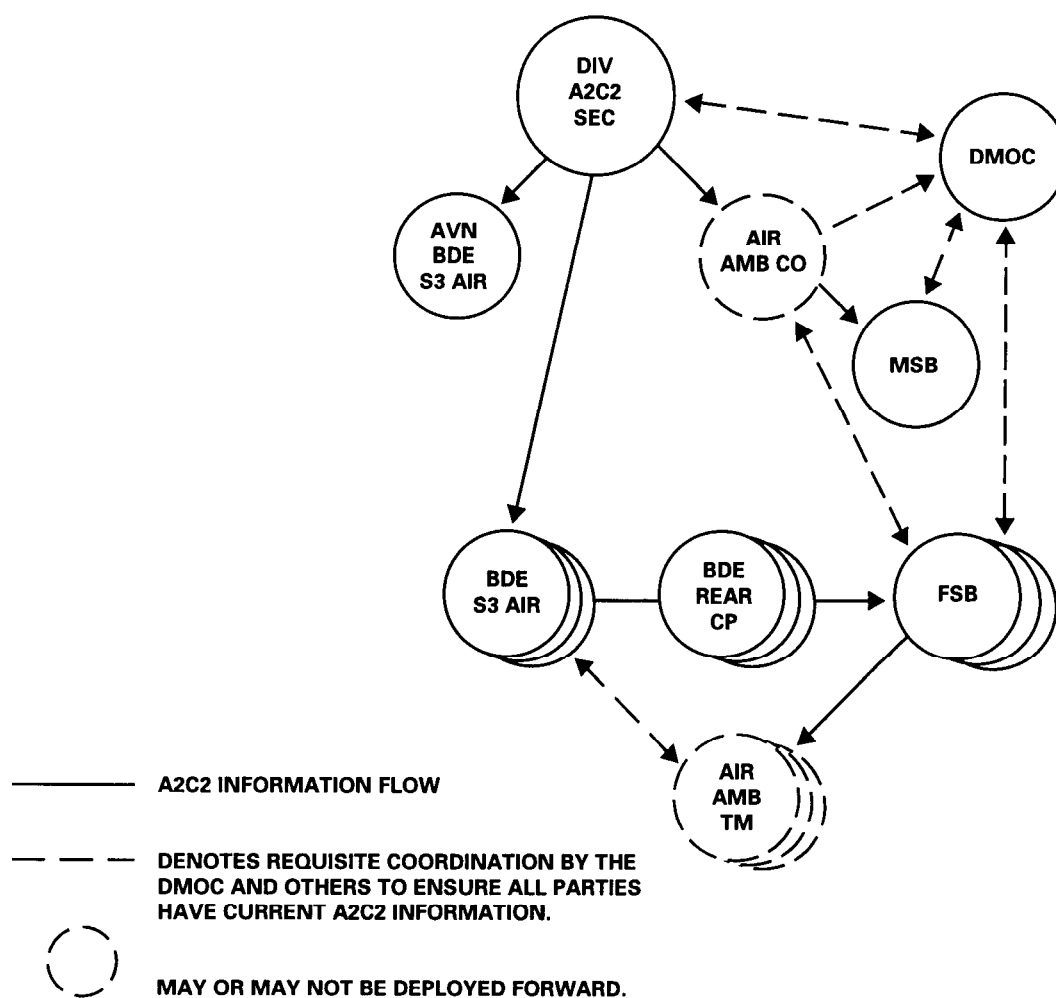 DIV
A2C2
SEC
DMOC
AVN
BDE
S3 AIR
AIR
AMB CO
MSB
BDE
S3 AIR
BDE
REAR
CP
FSB
AIR
AMB
TM
A2C2 INFORMATION FLOW
DENOTES REQUISITE COORDINATION BY THE
DMOC AND OTHERS TO ENSURE ALL PARTIES
HAVE CURRENT A2C2 INFORMATION.
MAY OR MAY NOT BE DEPLOYED FORWARD.